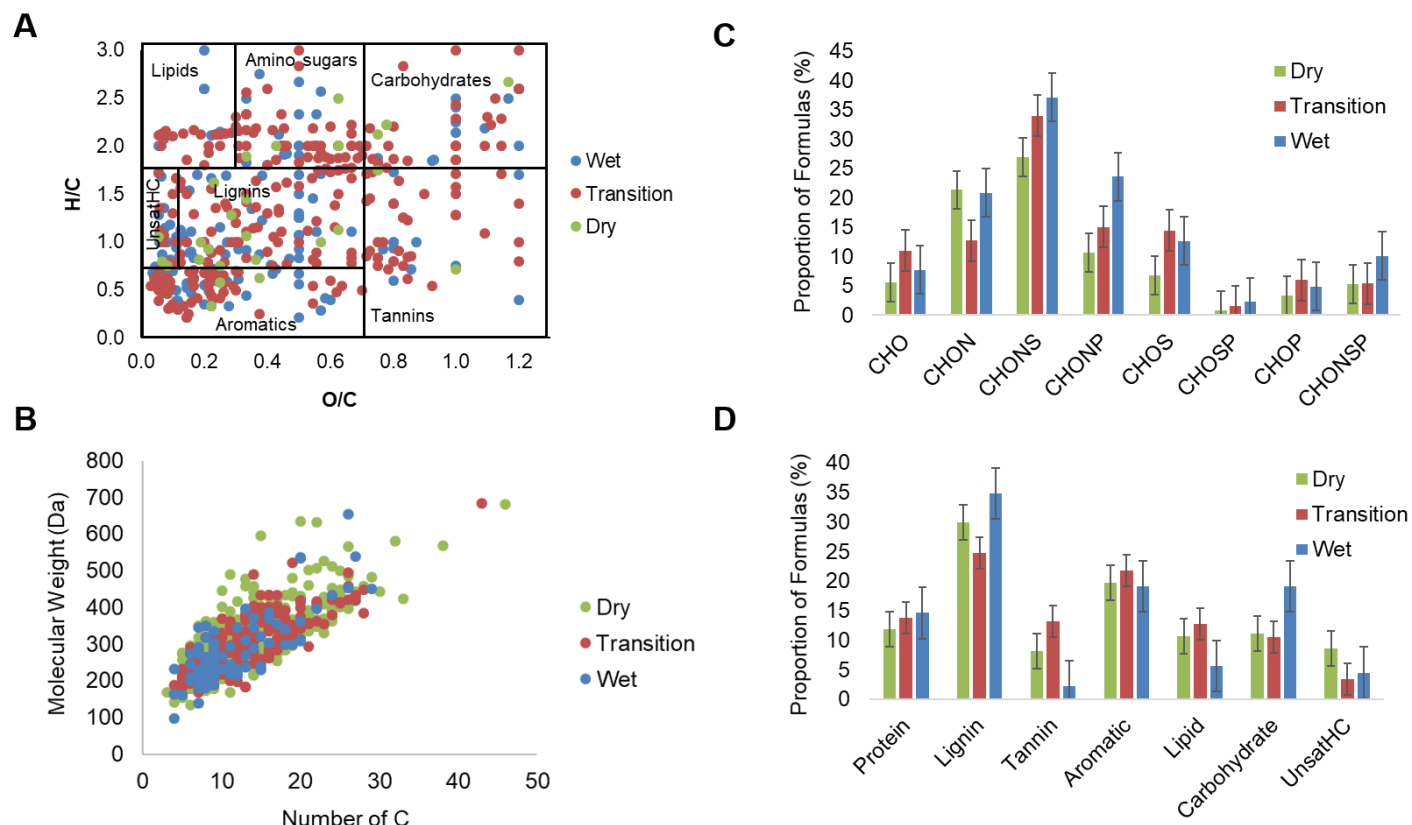 A
H/C
3.0
2.5
2.0
1.5
1.0
0.5
0.0
Lipids
Amino sugars
Carbohydrates
UnsatHC
Lignins
Aromatics
Tannins
0.0 0.2 0.4 0.6 0.8 1.0 1.2
O/C
Wet
Transition
Dry
B
Molecular Weight (Da)
800
700
600
500
400
300
200
100
0
0 10 20 30 40 50
Number of C
Dry
Transition
Wet
C
Proportion of Formulas (%)
45
40
35
30
25
20
15
10
5
0
CHO
CHON
CHONS
CHONP
CHOS
CHOSP
CHOP
CHONSP
Dry
Transition
Wet
D
Proportion of Formulas (%)
40
35
30
25
20
15
10
5
0
Protein
Lignin
Tannin
Aromatic
Lipid
Carbohydrate
UnsatHC
Dry
Transition
Wet